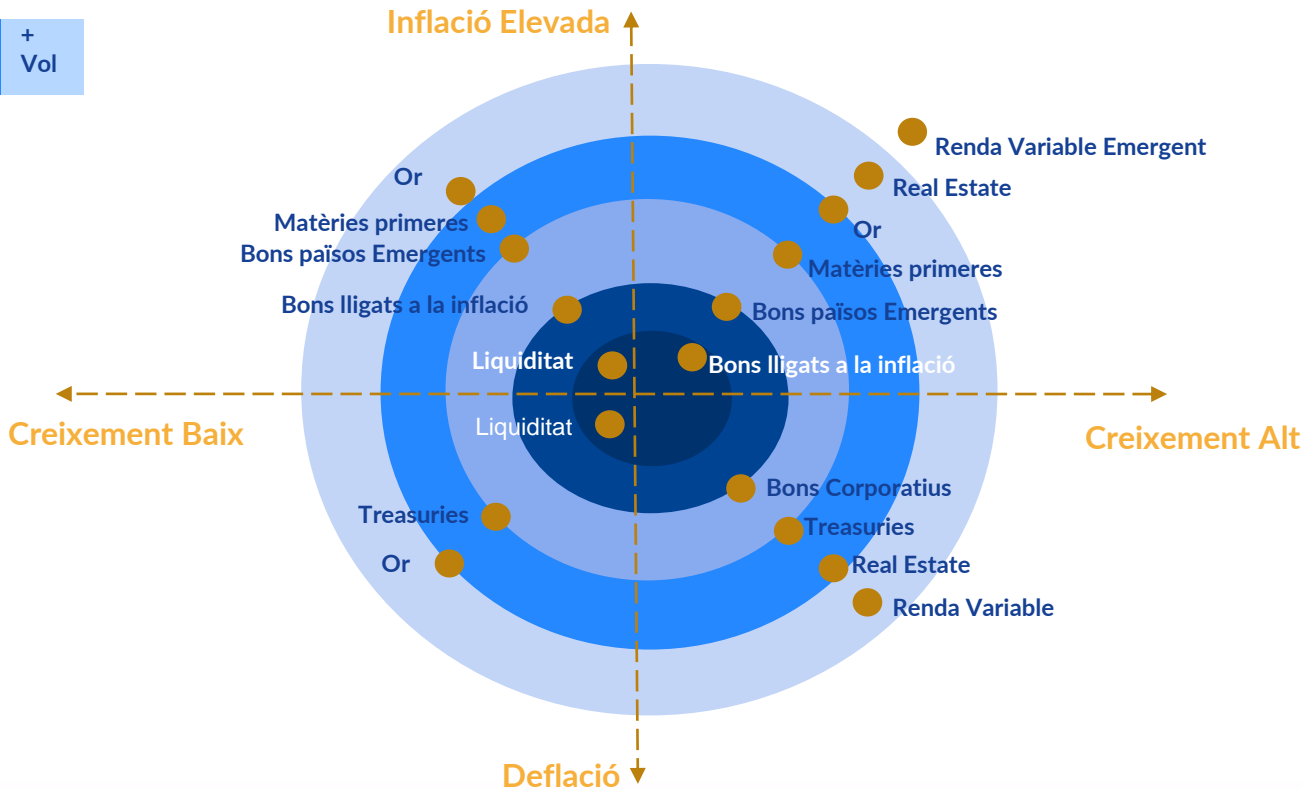 Inflació Elevada
+
Vol
Renda Variable Emergent
Or
Real Estate
Matèries primeres
Or
Bons països Emergents
Matèries primeres
Bons lligats a la inflació
Bons països Emergents
Liquiditat
Bons lligats a la inflació
Creixement Baix
Liquiditat
Creixement Alt
Bons Corporatius
Treasuries
Treasuries
Or
Real Estate
Renda Variable
Deflació